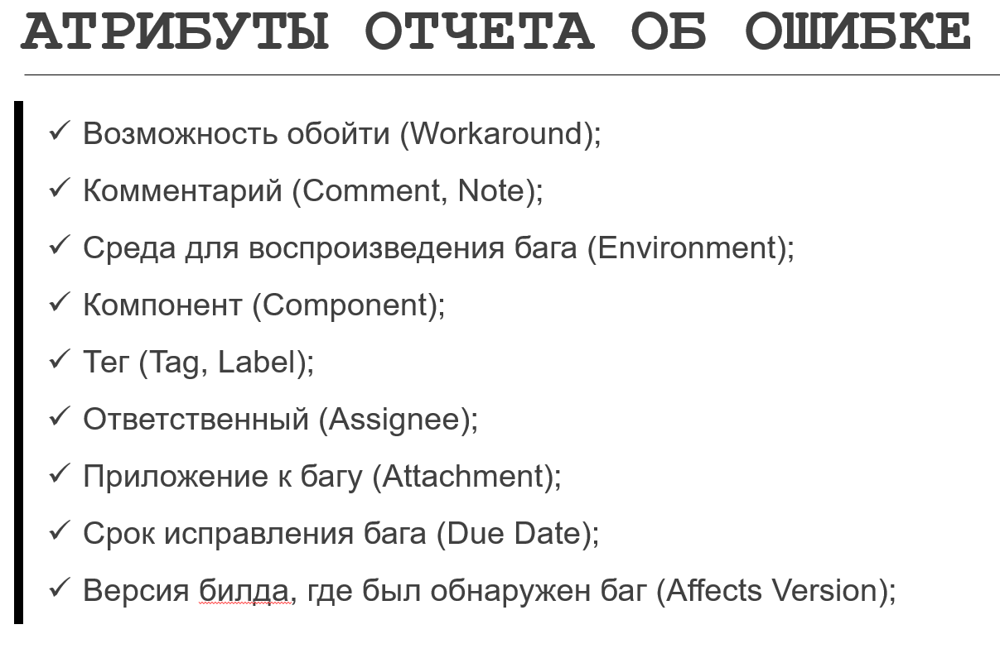 АТРИБУТЫ ОТЧЕТА ОБ ОШИБКЕ
✓ Возможность обойти (Workaround);
✓ Комментарий (Comment, Note);
✓ Среда для воспроизведения бага (Environment);
✓ Компонент (Component);
✓ Тег (Tag, Label);
✓ Ответственный (Assignee);
✓ Приложение к багу (Attachment);
✓ Срок исправления бага (Due Date);
✓ Версия билда, где был обнаружен баг (Affects Version);